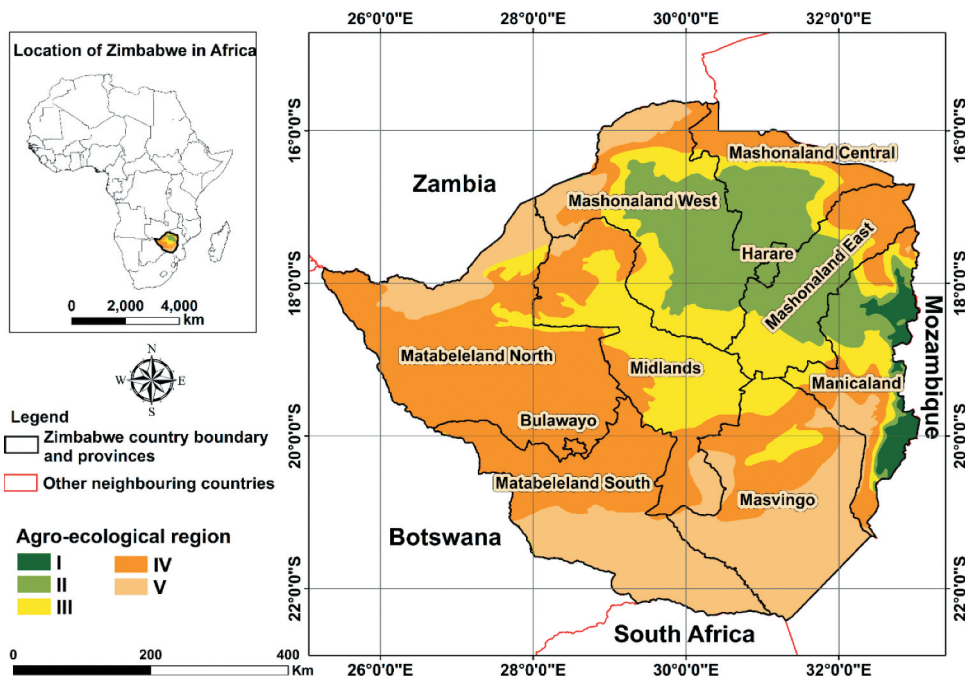 Location of Zimbabwe in Africa
0 2,000 4,000
km
N
W E
S
Legend
Zimbabwe country boundary
and provinces
Other neighbouring countries
Agro-ecological region
I
II
III
IV
V
0 200 400
Km
26°0'0"E 28°0'0"E 30°0'0"E 32°0'0"E
16°0'0"S
18°0'0"S
20°0'0"S
22°0'0"S
Zambia
Mashonaland Central
Mashonaland West
Harare
Mashonaland East
Mozambique
Matabeleland North
Midlands
Manicaland
Bulawayo
Matabeleland South
Masvingo
Botswana
South Africa
16°0'0"S
18°0'0"S
20°0'0"S
22°0'0"S
26°0'0"E 28°0'0"E 30°0'0"E 32°0'0"E